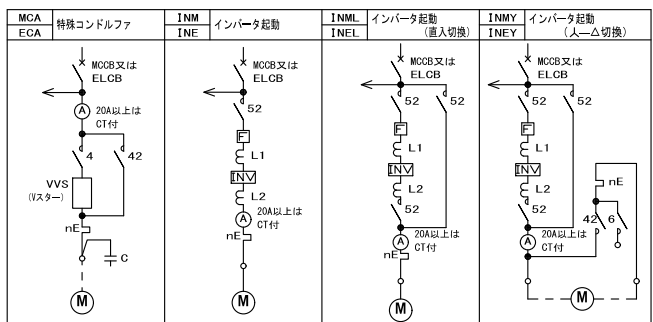 MCA
ECA
特殊コンドルファ
MCCB又は
ELCB
A
20A以上は
CT付
4
42
VVS
(Vスター)
nE
C
M
INM
INE
インバータ起動
MCCB又は
ELCB
52
F
L1
INV
L2
A
20A以上は
CT付
nE
M
INML
INEL
インバータ起動
(直入切換)
MCCB又は
ELCB
52
52
F
L1
INV
L2
52
A
20A以上は
CT付
nE
M
INMY
INEY
インバータ起動
(人―△切換)
MCCB又は
ELCB
52
52
F
L1
INV
L2
52
A
20A以上は
CT付
nE
42
6
M